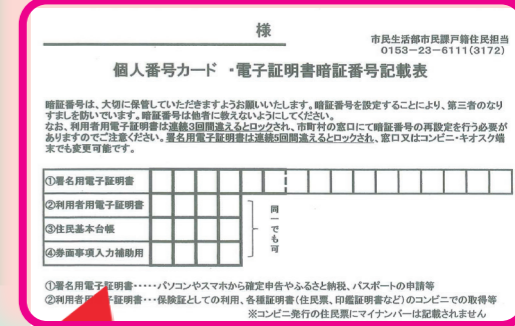 様
市民生活部市民課戸籍住民担当
0153-23-6111(3172)
個人番号カード ・電子証明書暗証番号記載表
暗証番号は、大切に保管していただきますようお願いいたします。暗証番号を設定することにより、第三者のなり
すましを防いでいます。暗証番号は他者に教えないようにしてください。
なお、利用者用電子証明書は連続3回間違えるとロックされ、市町村の窓口にて暗証番号の再設定を行う必要が
ありますのでご注意ください。署名用電子証明書は連続5回間違えるとロックされ、窓口又はコンビニ・キオスク端
末でも変更可能です。
①署名用電子証明書
②利用者用電子証明書
③住民基本台帳
④券面事項入力補助用
同一でも可
①署名用電子証明書・・・・・パソコンやスマホから確定申告やふるさと納税、パスポートの申請等
②利用者 子証明書・・・保険証としての利用、各種証明書(住民票、印鑑証明書など)のコンビニでの取得等
※コンビニ発行の住民票にマイナンバーは記載されません